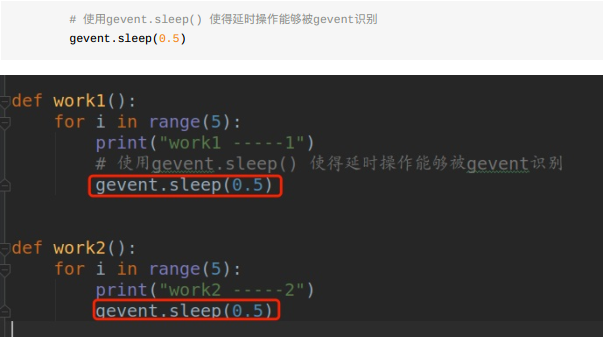 # 使用gevent.sleep() 使得延时操作能够被gevent识别
gevent.sleep(0.5)
def work1():
for i in range(5):
print("work1 -----1")
# 使用gevent.sleep() 使得延时操作能够被gevent识别
gevent.sleep(0.5)
def work2():
for i in range(5):
print("work2 -----2")
gevent.sleep(0.5)